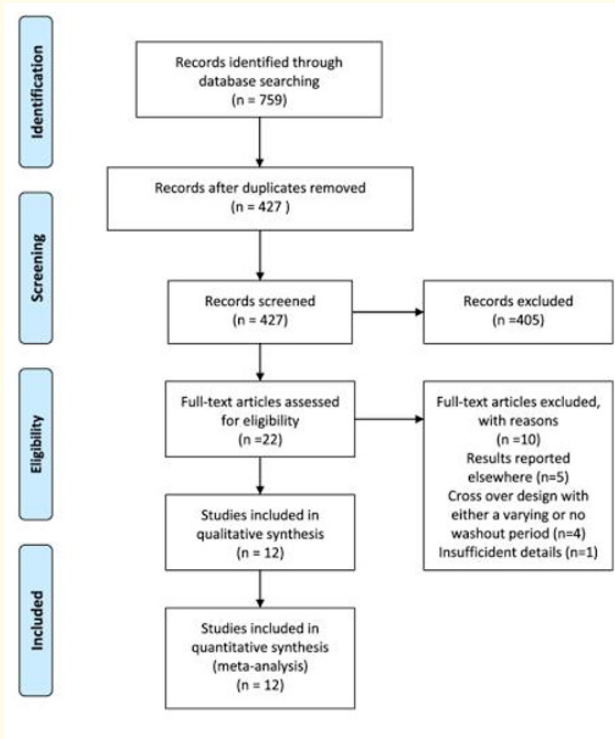 Identification
Records identified through
database searching
(n = 759)
Records after duplicates removed
(n = 427 )
Screening
Records screened
(n = 427)
Records excluded
(n =405)
Eligibility
Full-text articles assessed
for eligibility
(n =22)
Full-text articles excluded,
with reasons
(n =10)
Results reported
elsewhere (n=5)
Cross over design with
either a varying or no
washout period (n=4)
Insufficient details (n=1)
Studies included in
qualitative synthesis
(n = 12)
Included
Studies included in
quantitative synthesis
(meta-analysis)
(n = 12)